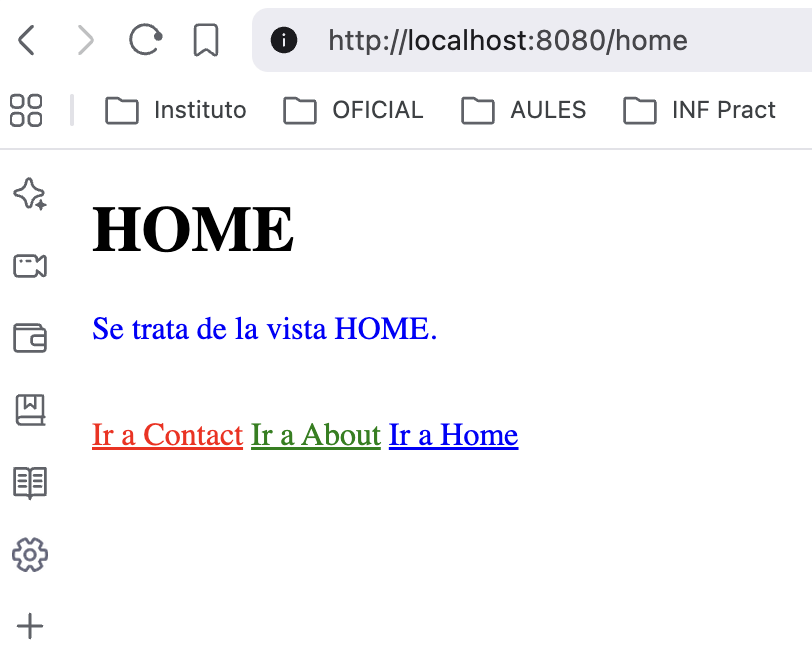 http://localhost:8080/home
Instituto OFICIAL AULES INF Pract
HOME
Se trata de la vista HOME.
Ir a Contact Ir a About Ir a Home